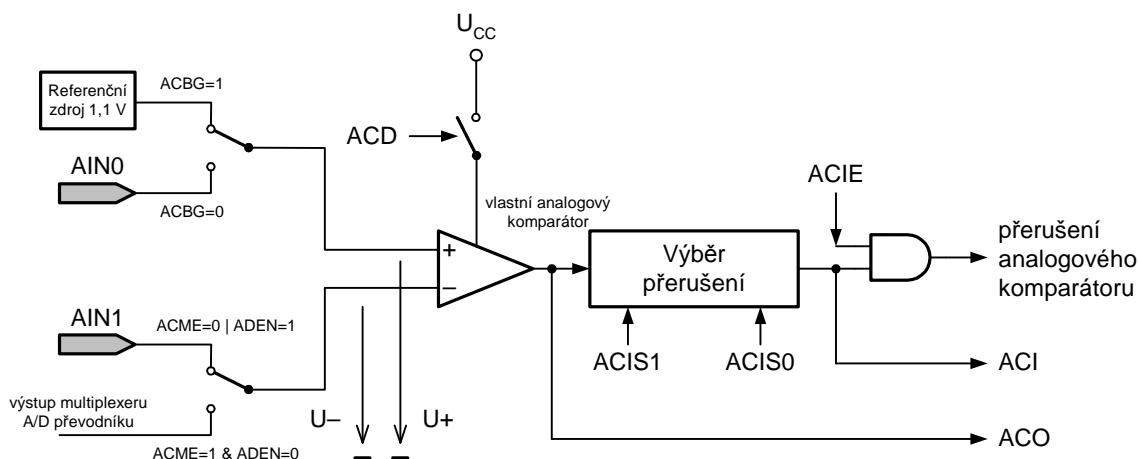 U_CC
ACBG=1
Referenční
zdroj 1,1 V
ACD
AIN0
ACBG=0
vlastní analogový
komparátor
ACIE
+
−
Výběr
přerušení
přerušení
analogového
komparátoru
AIN1
ACME=0 | ADEN=1
ACIS1
ACIS0
ACI
výstup multiplexeru
A/D převodníku
U−
U+
ACO
ACME=1 & ADEN=0